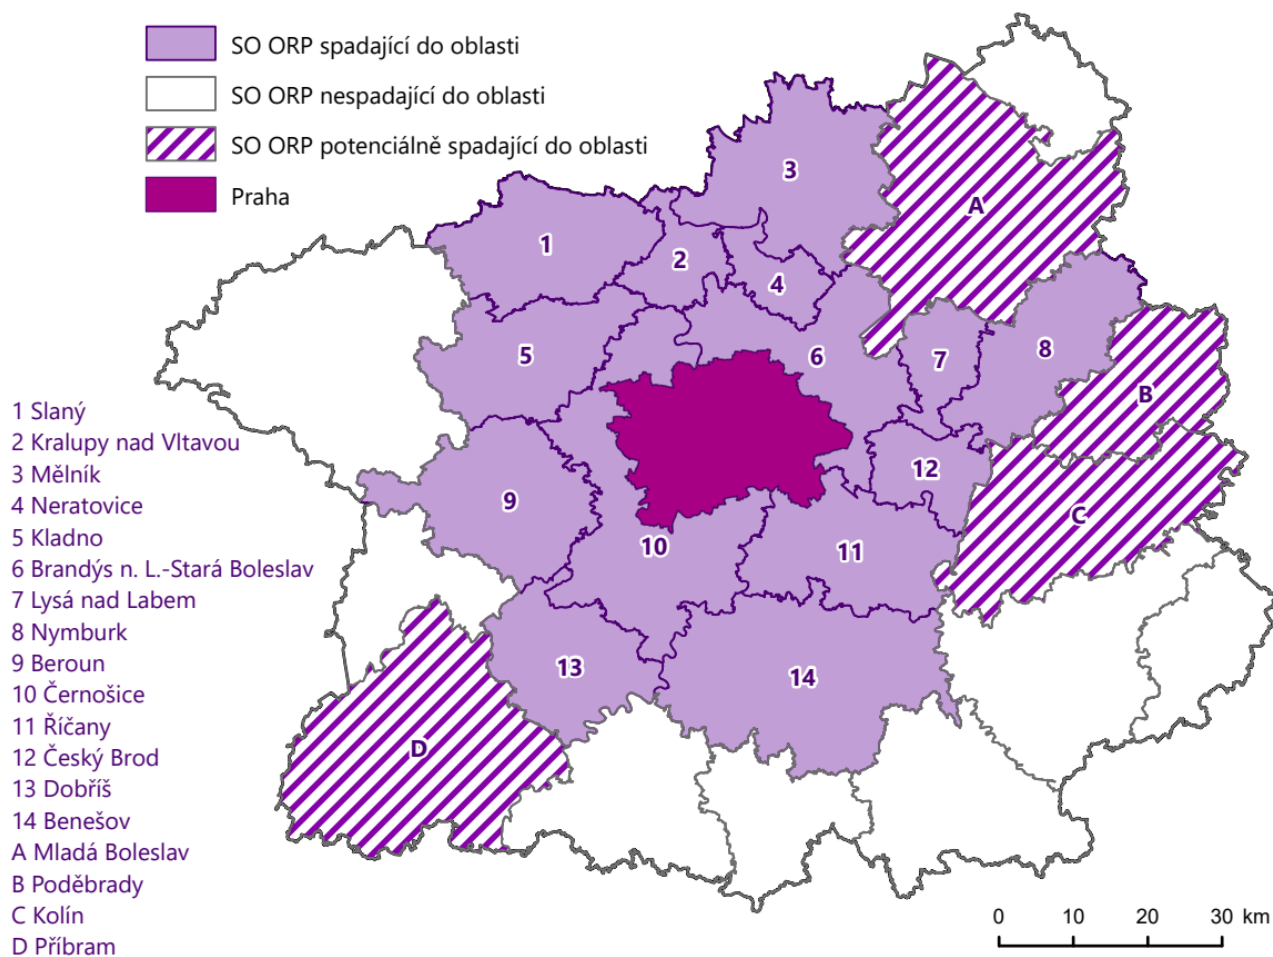 SO ORP spadající do oblasti
SO ORP nespadající do oblasti
SO ORP potenciálně spadající do oblasti
Praha
3
A
1
2
4
5
6
7
8
B
12
9
C
10
11
13
14
D
1 Slaný
2 Kralupy nad Vltavou
3 Mělník
4 Neratovice
5 Kladno
6 Brandýs n. L.-Stará Boleslav
7 Lysá nad Labem
8 Nymburk
9 Beroun
10 Černošice
11 Říčany
12 Český Brod
13 Dobříš
14 Benešov
A Mladá Boleslav
B Poděbrady
C Kolín
D Příbram
0 10 20 30 km